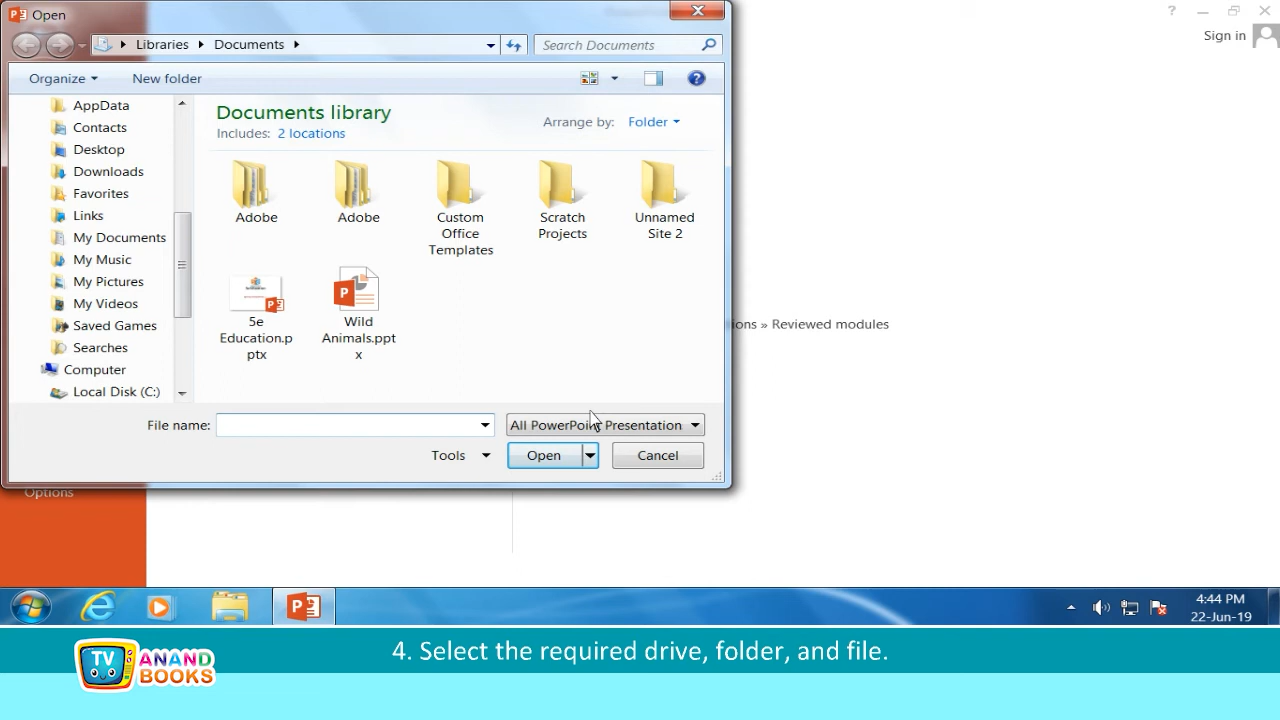 Open
Sign in
Libraries
Documents
Search Documents
Organize
New folder
AppData
Contacts
Desktop
Downloads
Favorites
Links
My Documents
My Music
My Pictures
My Videos
Saved Games
Searches
Computer
Local Disk (C:)
Documents library
Includes: 2 locations
Arrange by: Folder
Adobe
Adobe
Custom
Office
Templates
Scratch
Projects
Unnamed
Site 2
5e
Education.p
ptx
Wild
Animals.ppt
x
ions » Reviewed modules
File name:
All PowerPoint Presentation
Tools
Open
Cancel
Options
4:44 PM
22-Jun-19
TV
ANAND
BOOKS
4. Select the required drive, folder, and file.